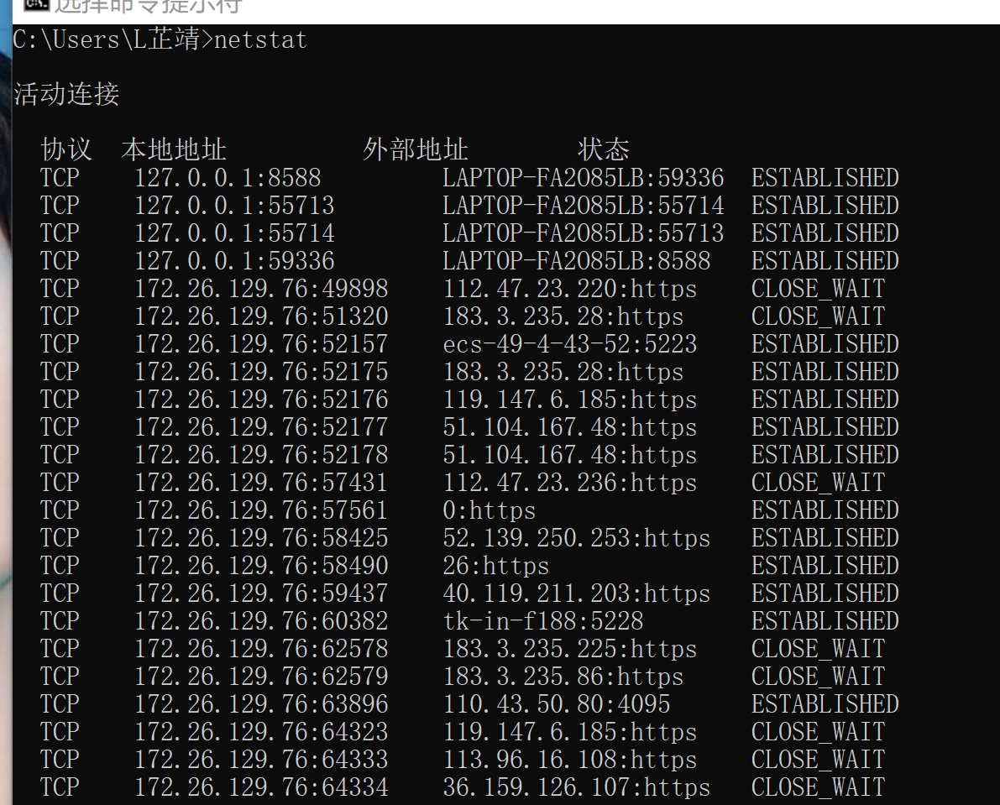 选择命令提示符
C:\Users\L芷靖>netstat
活动连接
协议 本地地址 外部地址 状态
TCP 127.0.0.1:8588 LAPTOP-FA2O85LB:59336 ESTABLISHED
TCP 127.0.0.1:55713 LAPTOP-FA2O85LB:55714 ESTABLISHED
TCP 127.0.0.1:55714 LAPTOP-FA2O85LB:55713 ESTABLISHED
TCP 127.0.0.1:59336 LAPTOP-FA2O85LB:8588 ESTABLISHED
TCP 172.26.129.76:49898 112.47.23.220:https CLOSE_WAIT
TCP 172.26.129.76:51320 183.3.235.28:https CLOSE_WAIT
TCP 172.26.129.76:52157 ecs-49-4-43-52:5223 ESTABLISHED
TCP 172.26.129.76:52175 183.3.235.28:https ESTABLISHED
TCP 172.26.129.76:52176 119.147.6.185:https ESTABLISHED
TCP 172.26.129.76:52177 51.104.167.48:https ESTABLISHED
TCP 172.26.129.76:52178 51.104.167.48:https ESTABLISHED
TCP 172.26.129.76:57431 112.47.23.236:https CLOSE_WAIT
TCP 172.26.129.76:57561 0:https ESTABLISHED
TCP 172.26.129.76:58425 52.139.250.253:https ESTABLISHED
TCP 172.26.129.76:58490 26:https ESTABLISHED
TCP 172.26.129.76:59437 40.119.211.203:https ESTABLISHED
TCP 172.26.129.76:60382 tk-in-f188:5228 ESTABLISHED
TCP 172.26.129.76:62578 183.3.235.225:https CLOSE_WAIT
TCP 172.26.129.76:62579 183.3.235.86:https CLOSE_WAIT
TCP 172.26.129.76:63896 110.43.50.80:4095 ESTABLISHED
TCP 172.26.129.76:64323 119.147.6.185:https CLOSE_WAIT
TCP 172.26.129.76:64333 113.96.16.108:https CLOSE_WAIT
TCP 172.26.129.76:64334 36.159.126.107:https CLOSE_WAIT